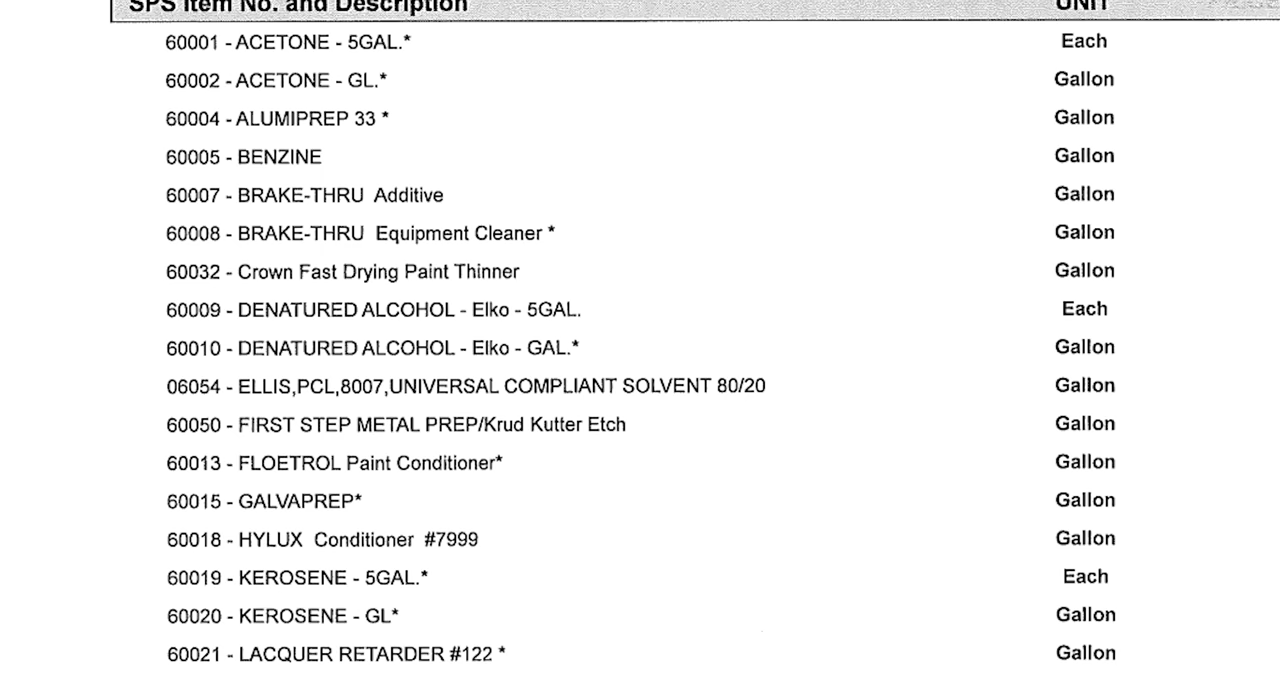 SPS Item No. and Description UNIT
60001 - ACETONE - 5GAL.* Each
60002 - ACETONE - GL.* Gallon
60004 - ALUMIPREP 33 * Gallon
60005 - BENZINE Gallon
60007 - BRAKE-THRU Additive Gallon
60008 - BRAKE-THRU Equipment Cleaner * Gallon
60032 - Crown Fast Drying Paint Thinner Gallon
60009 - DENATURED ALCOHOL - Elko - 5GAL. Each
60010 - DENATURED ALCOHOL - Elko - GAL.* Gallon
06054 - ELLIS,PCL,8007,UNIVERSAL COMPLIANT SOLVENT 80/20 Gallon
60050 - FIRST STEP METAL PREP/Krud Kutter Etch Gallon
60013 - FLOETROL Paint Conditioner* Gallon
60015 - GALVAPREP* Gallon
60018 - HYLUX Conditioner #7999 Gallon
60019 - KEROSENE - 5GAL.* Each
60020 - KEROSENE - GL* Gallon
60021 - LACQUER RETARDER #122 * Gallon